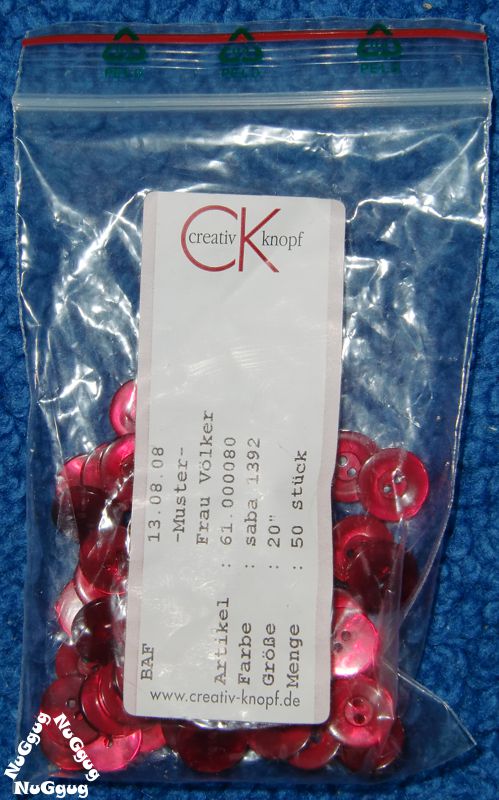 PELD PELD PELD
CK
creativ knopf
BAF
13.08.08
-Muster-
Frau Völker
Artikel : 61.000080
Farbe : saba 1392
Größe : 20"
Menge : 50 stück
www.creativ-knopf.de
NuGgug NuGgug
NuGgug